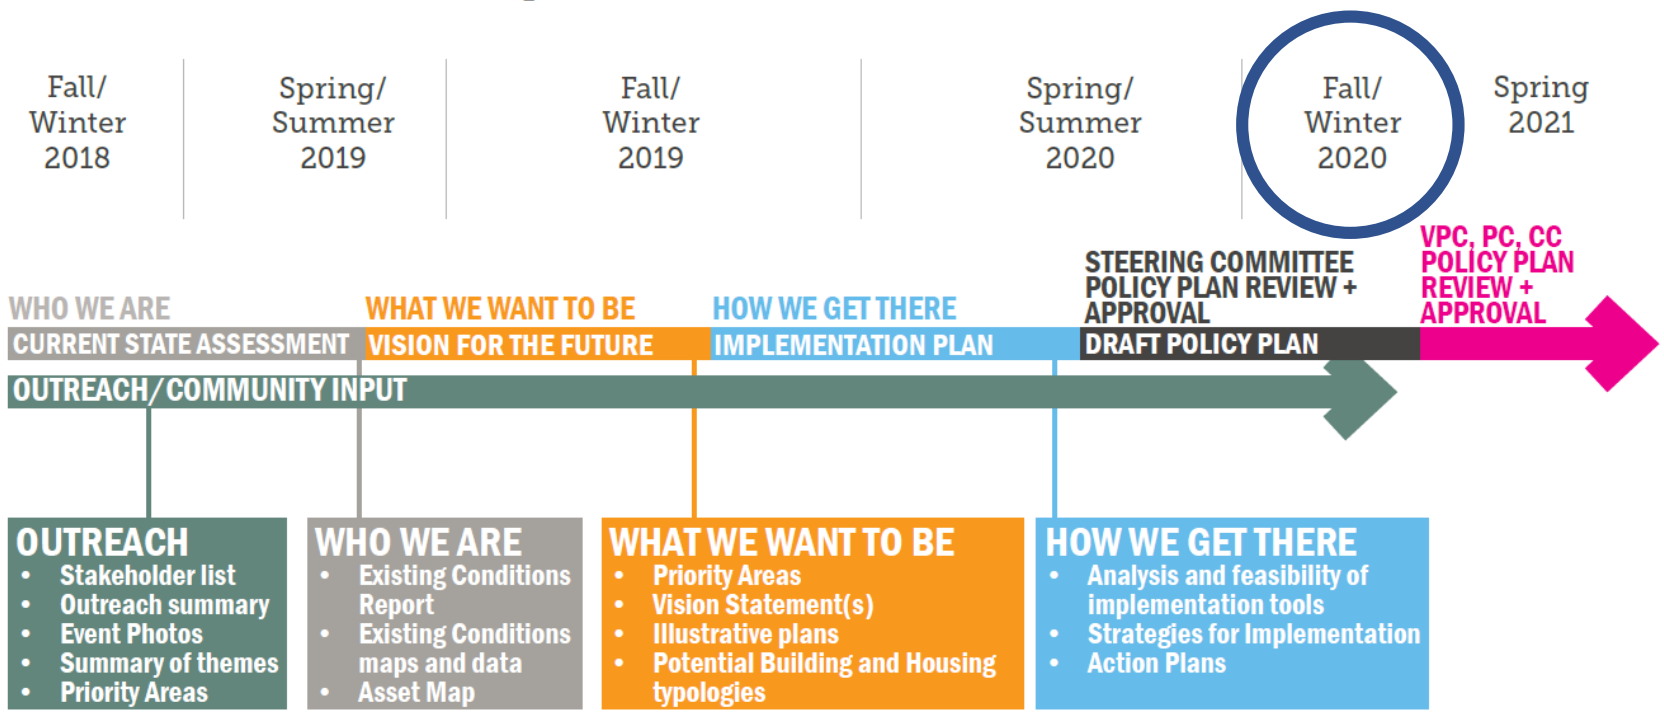 Fall/
Winter
2018
Spring/
Summer
2019
Fall/
Winter
2019
Spring/
Summer
2020
Fall/
Winter
2020
Spring
2021
WHO WE ARE
WHAT WE WANT TO BE
HOW WE GET THERE
STEERING COMMITTEE
POLICY PLAN REVIEW +
APPROVAL
VPC, PC, CC
POLICY PLAN
REVIEW +
APPROVAL
CURRENT STATE ASSESSMENT
VISION FOR THE FUTURE
IMPLEMENTATION PLAN
DRAFT POLICY PLAN
OUTREACH/COMMUNITY INPUT
OUTREACH
• Stakeholder list
• Outreach summary
• Event Photos
• Summary of themes
• Priority Areas
WHO WE ARE
• Existing Conditions
Report
• Existing Conditions
maps and data
• Asset Map
WHAT WE WANT TO BE
• Priority Areas
• Vision Statement(s)
• Illustrative plans
• Potential Building and Housing
typologies
HOW WE GET THERE
• Analysis and feasibility of
implementation tools
• Strategies for Implementation
• Action Plans